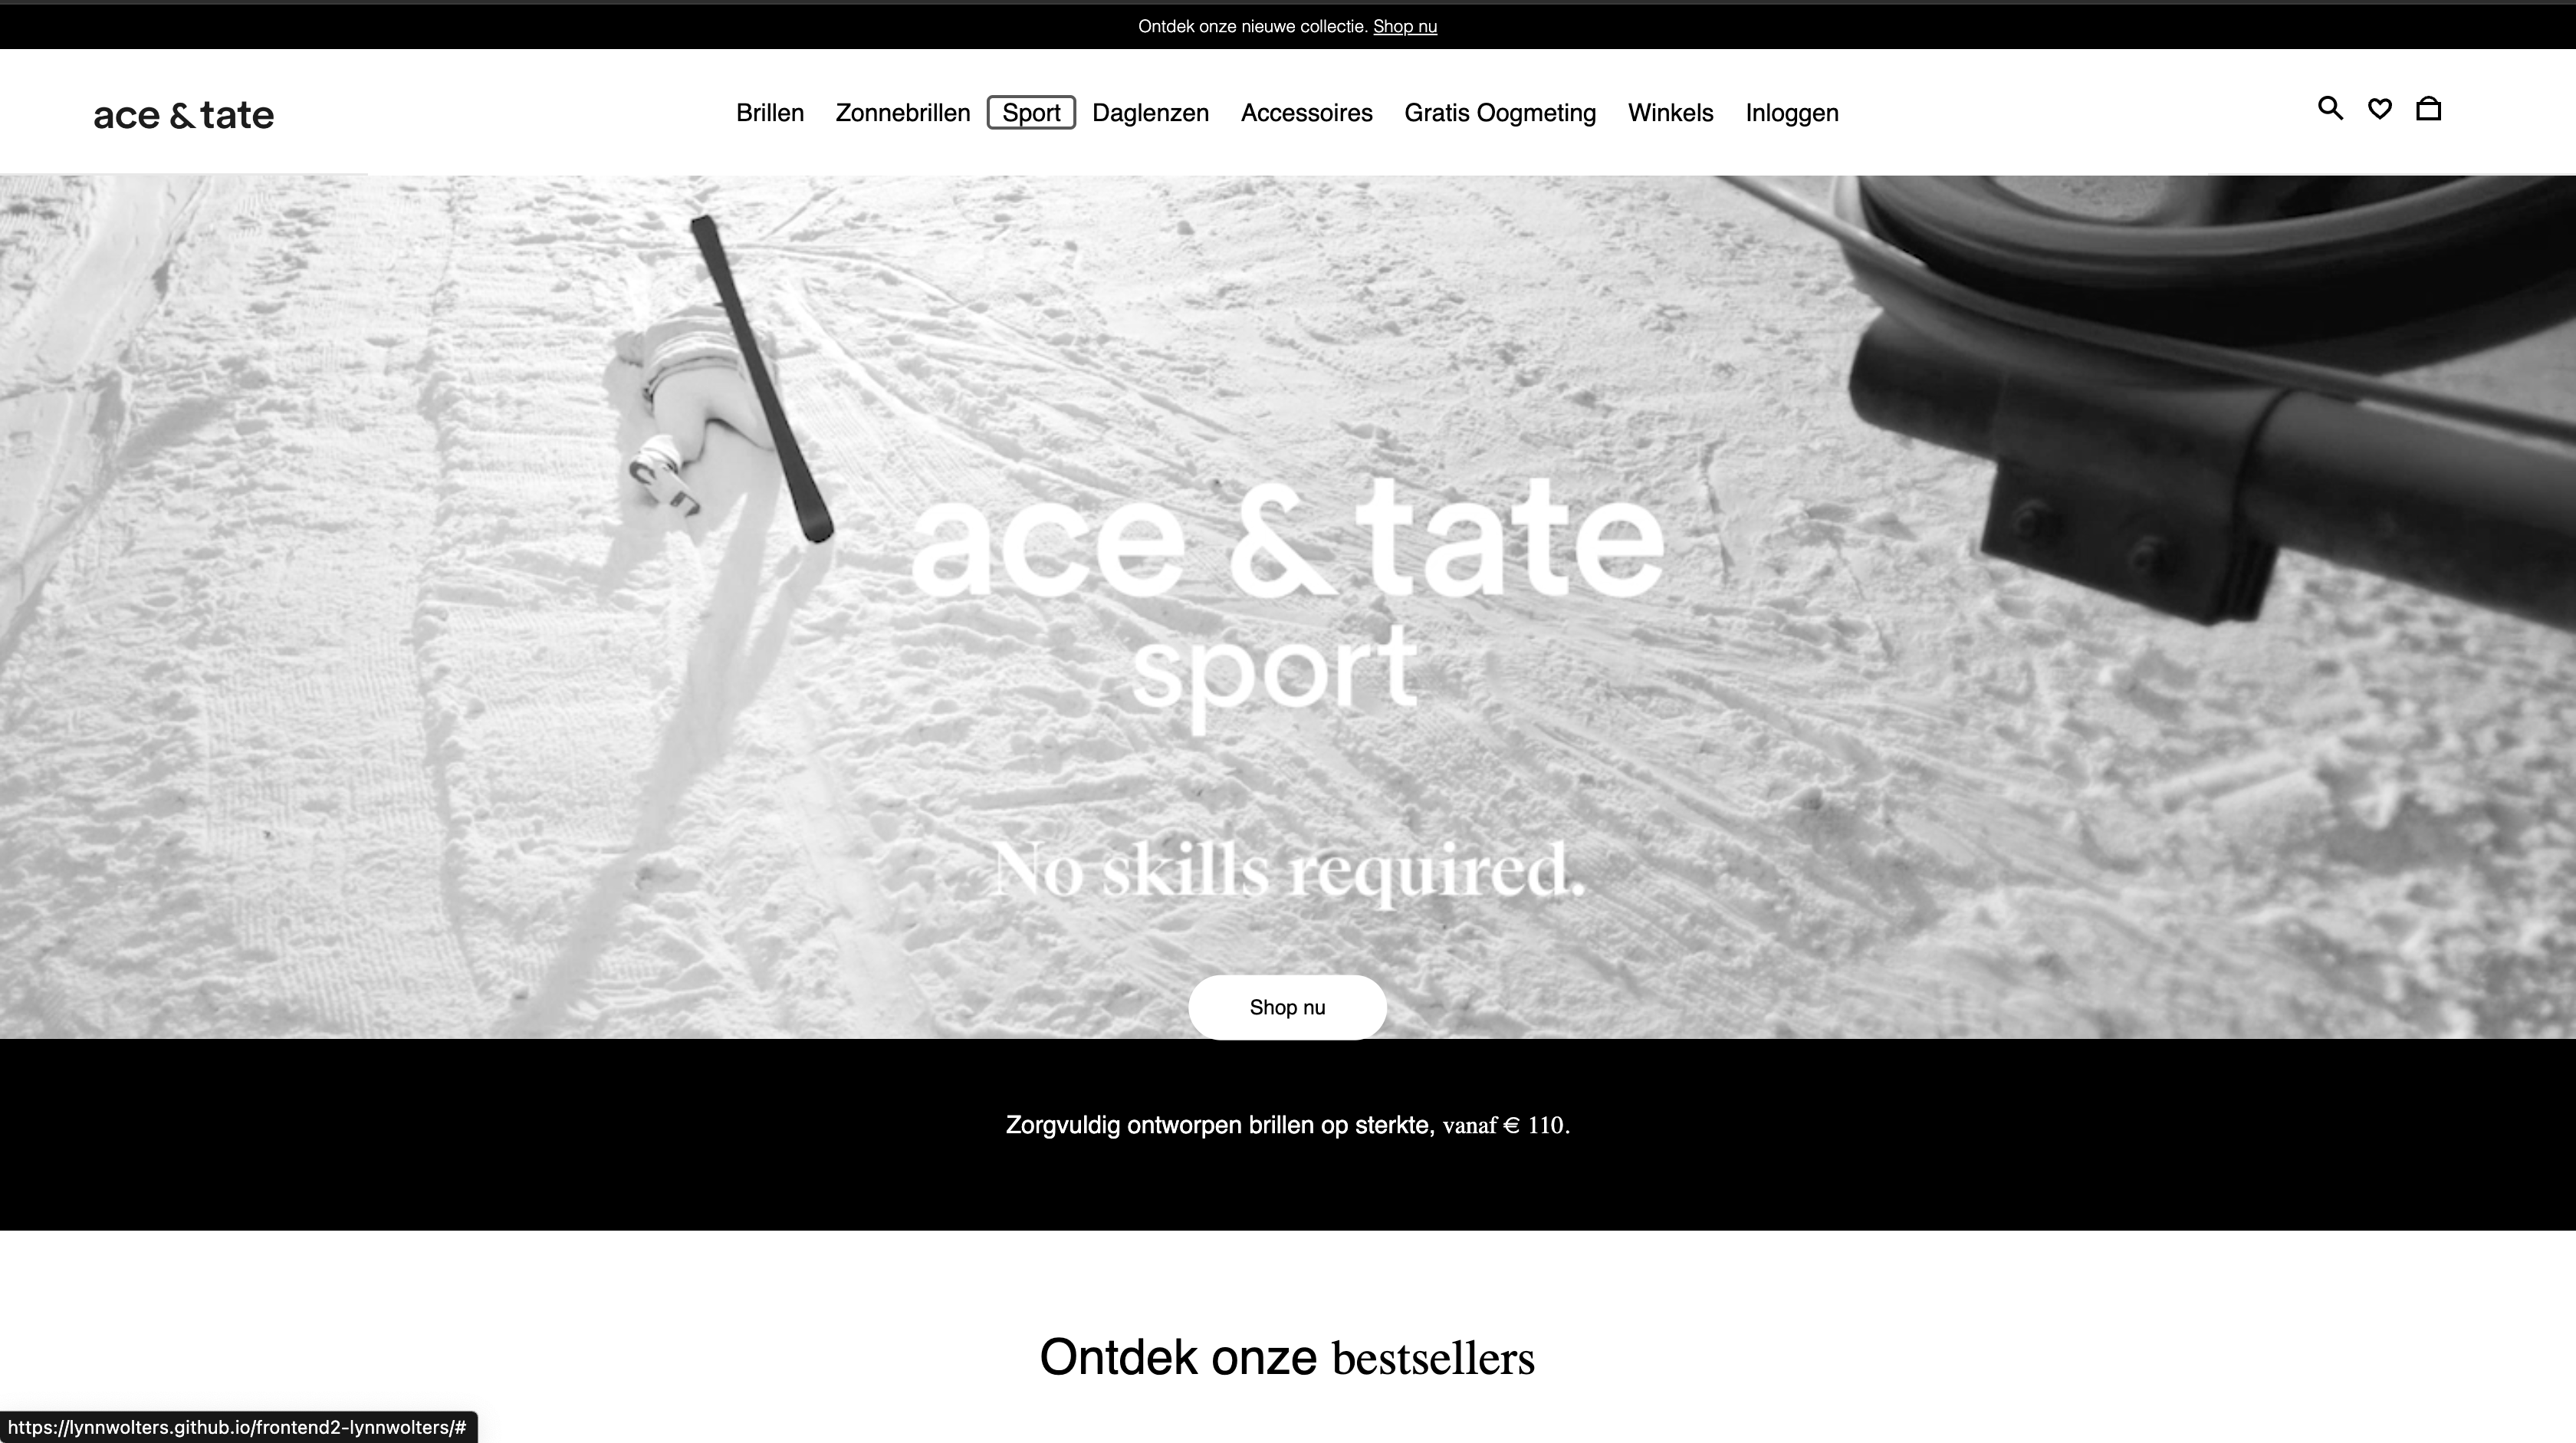 Ontdek onze nieuwe collectie. Shop nu
ace & tate
Brillen Zonnebrillen Sport Daglenzen Accessoires Gratis Oogmeting Winkels Inloggen
ace & tate
sport
No skills required.
Shop nu
Zorgvuldig ontworpen brillen op sterkte, vanaf € 110.
Ontdek onze bestsellers
https://lynnwolters.github.io/frontend2-lynnwolters/#